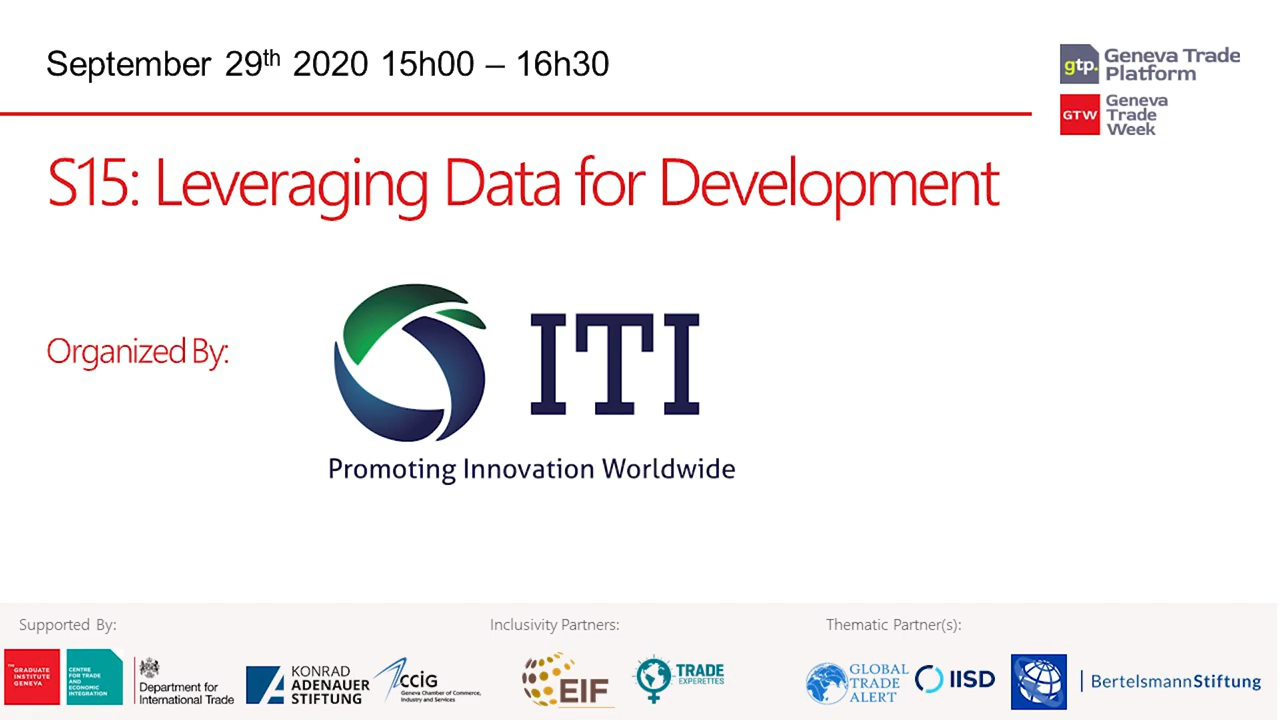 September 29th 2020 15h00 – 16h30
gtp.
Geneva Trade
Platform
GTW
Geneva
Trade
Week
S15: Leveraging Data for Development
Organized By:
ITI
Promoting Innovation Worldwide
Supported By:
Inclusivity Partners:
Thematic Partner(s):
THE
GRADUATE
INSTITUTE
GENEVA
CENTRE
FOR TRADE
AND
ECONOMIC
INTEGRATION
Department for
International Trade
KONRAD
ADENAUER
STIFTUNG
ccIG
Geneva Chamber of Commerce,
Industry and Services
EIF
TRADE
EXPERETTES
GLOBAL
TRADE
ALERT
IISD
BertelsmannStiftung